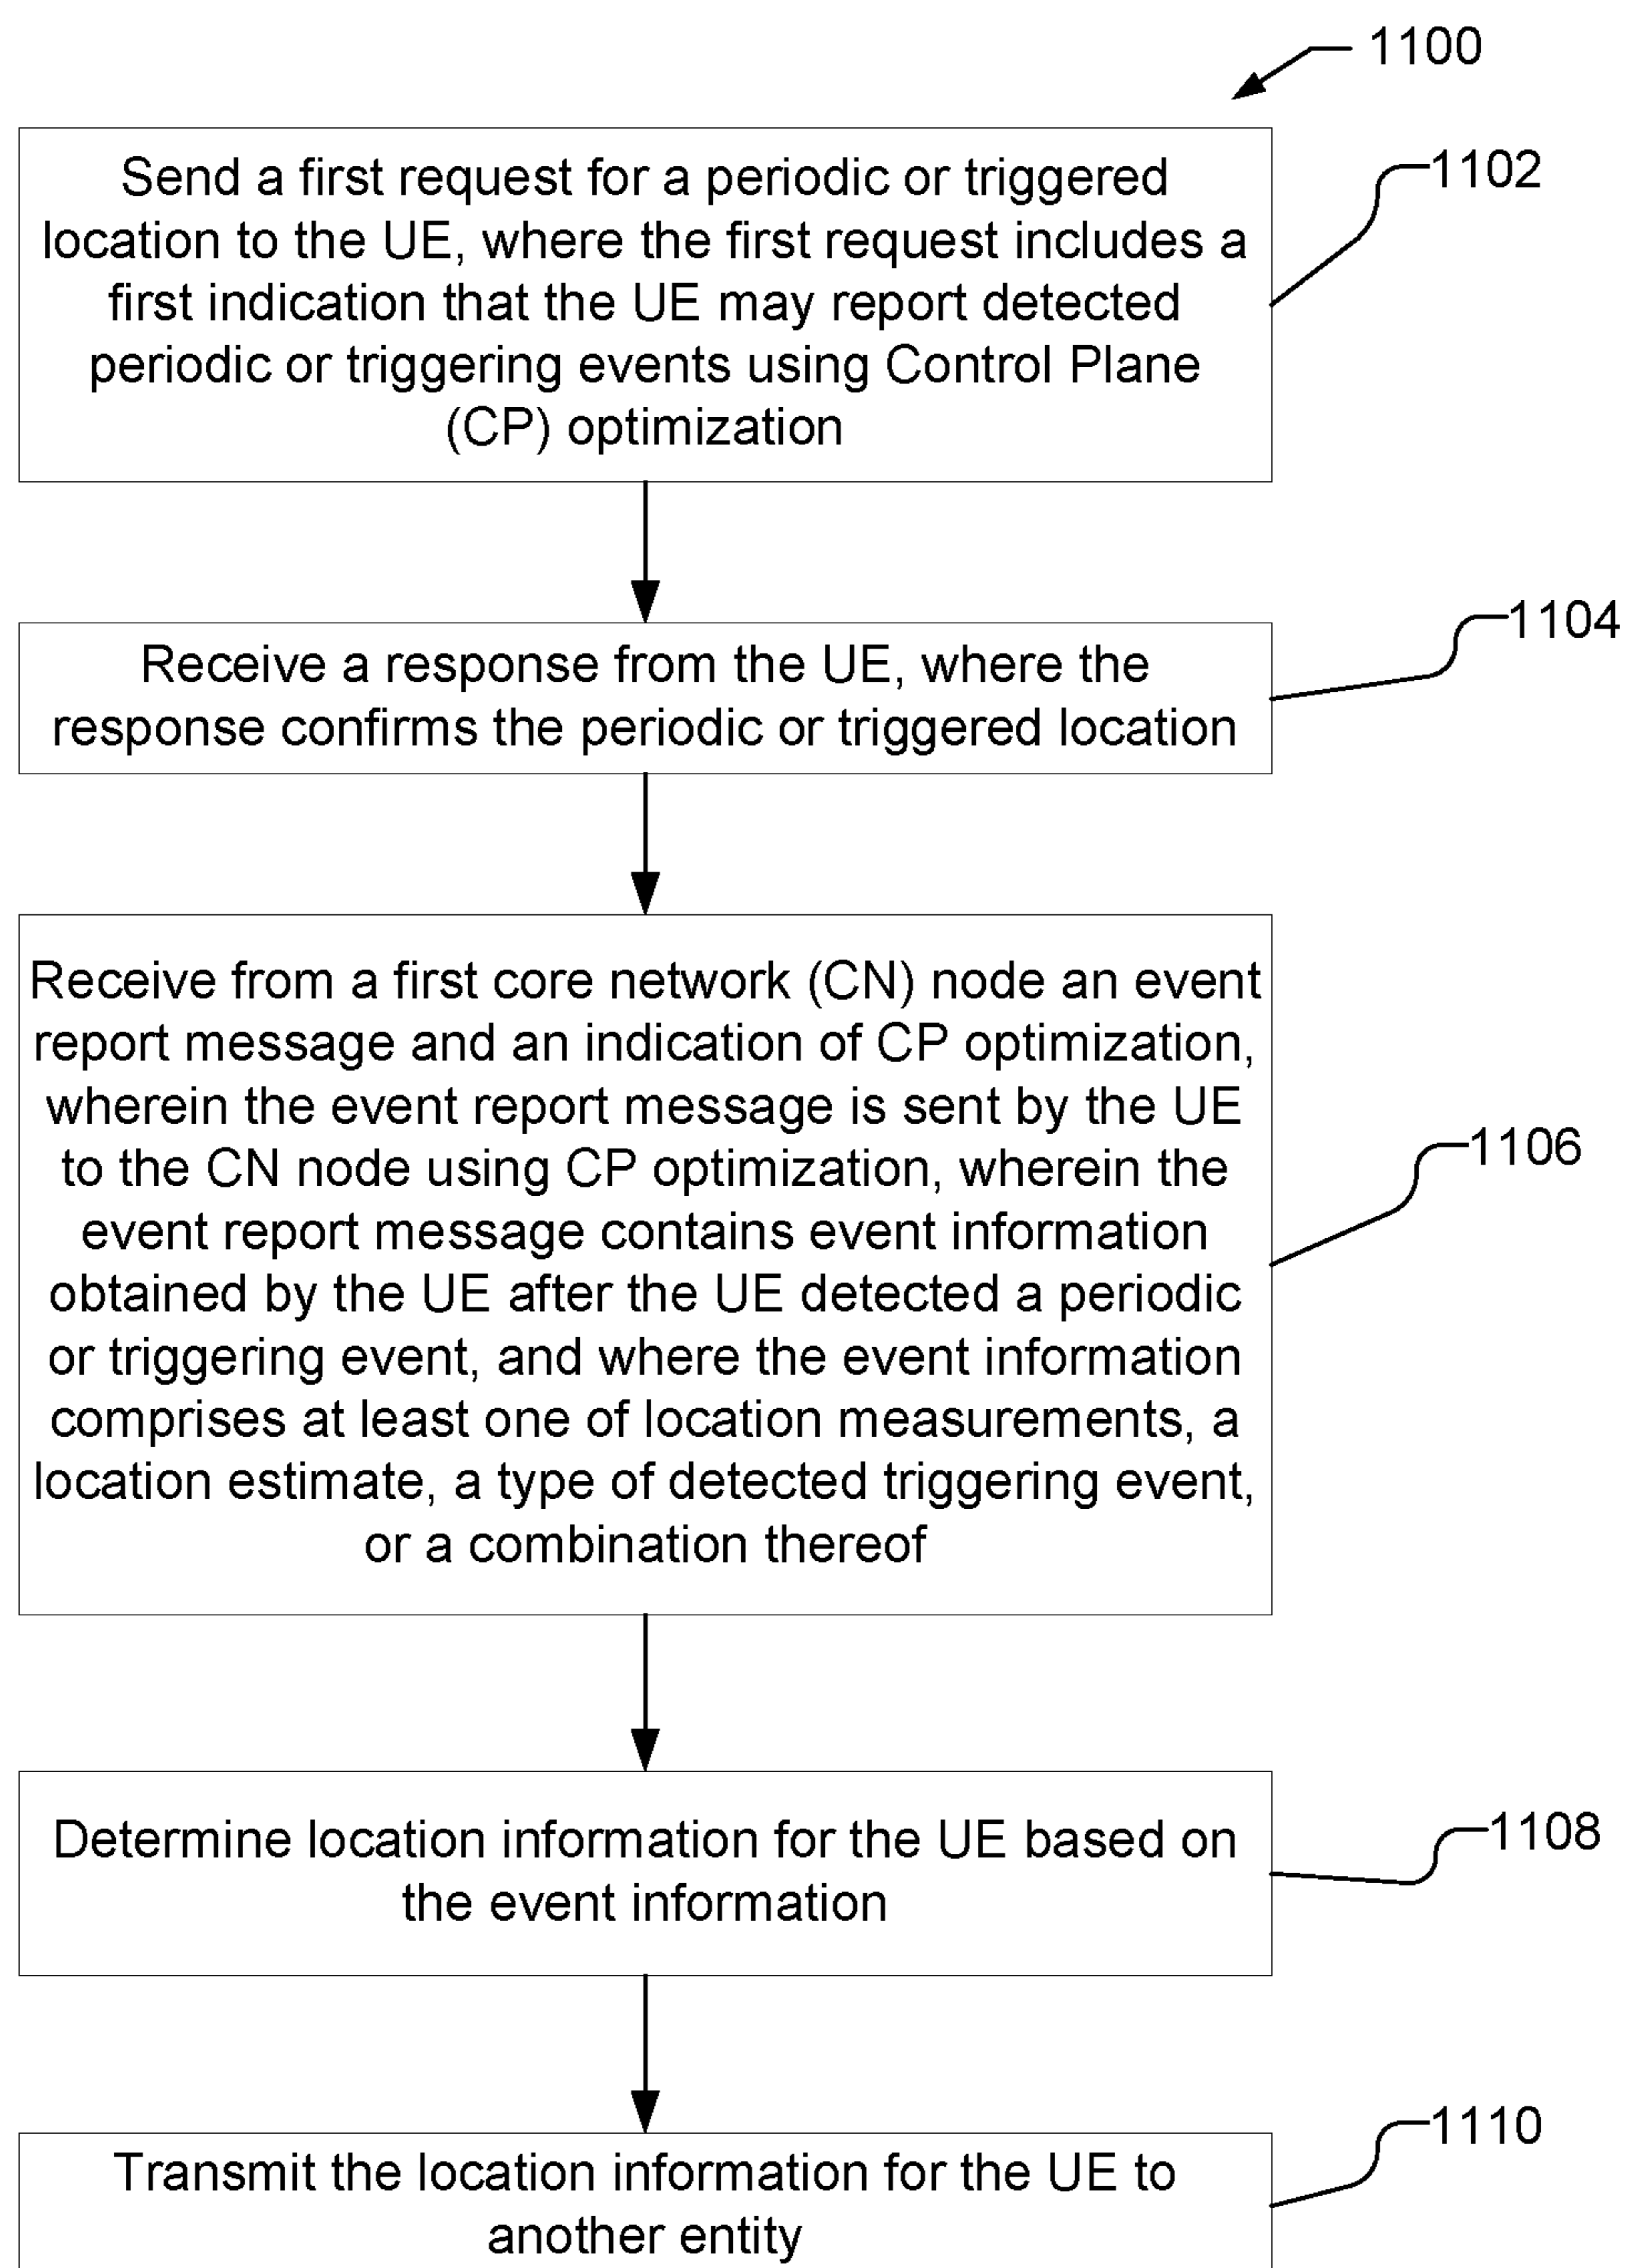 1100
Send a first request for a periodic or triggered
location to the UE, where the first request includes a
first indication that the UE may report detected
periodic or triggering events using Control Plane
(CP) optimization
1102
Receive a response from the UE, where the
response confirms the periodic or triggered location
1104
Receive from a first core network (CN) node an event
report message and an indication of CP optimization,
wherein the event report message is sent by the UE
to the CN node using CP optimization, wherein the
event report message contains event information
obtained by the UE after the UE detected a periodic
or triggering event, and where the event information
comprises at least one of location measurements, a
location estimate, a type of detected triggering event,
or a combination thereof
1106
Determine location information for the UE based on
the event information
1108
Transmit the location information for the UE to
another entity
1110